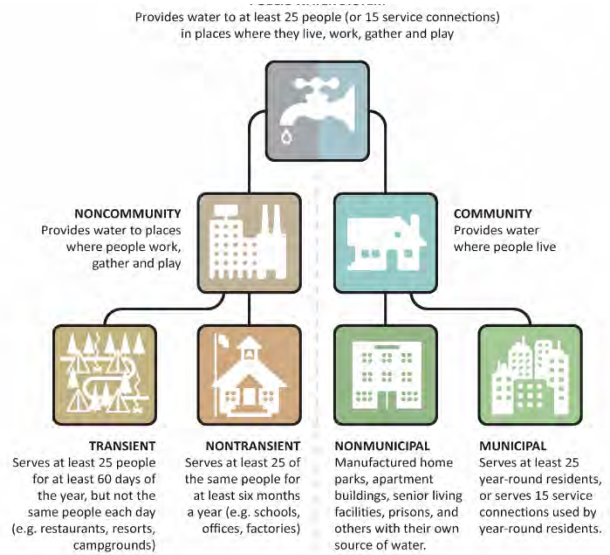 Provides water to at least 25 people (or 15 service connections)
in places where they live, work, gather and play
NONCOMMUNITY
Provides water to places
where people work,
gather and play
COMMUNITY
Provides water
where people live
TRANSIENT
Serves at least 25 people
for at least 60 days of
the year, but not the
same people each day
(e.g. restaurants, resorts,
campgrounds)
NONTRANSIENT
Serves at least 25 of
the same people for
at least six months
a year (e.g. schools,
offices, factories)
NONMUNICIPAL
Manufactured home
parks, apartment
buildings, senior living
facilities, prisons, and
others with their own
source of water.
MUNICIPAL
Serves at least 25
year-round residents,
or serves 15 service
connections used by
year-round residents.